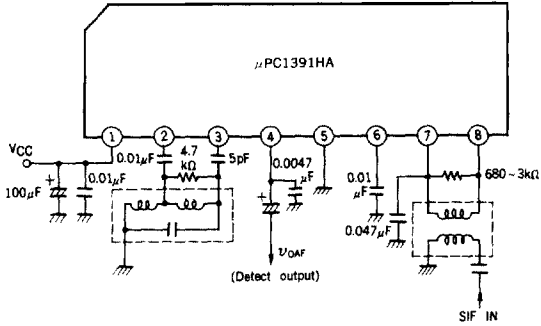 μPC1391HA
1 2 3 4 5 6 7 8
VCC
100μF
0.01μF
0.01μF
4.7
kΩ
5pF
+
0.0047
μF
+
υOAF
(Detect output)
0.01
μF
0.047μF
680~3kΩ
SIF IN